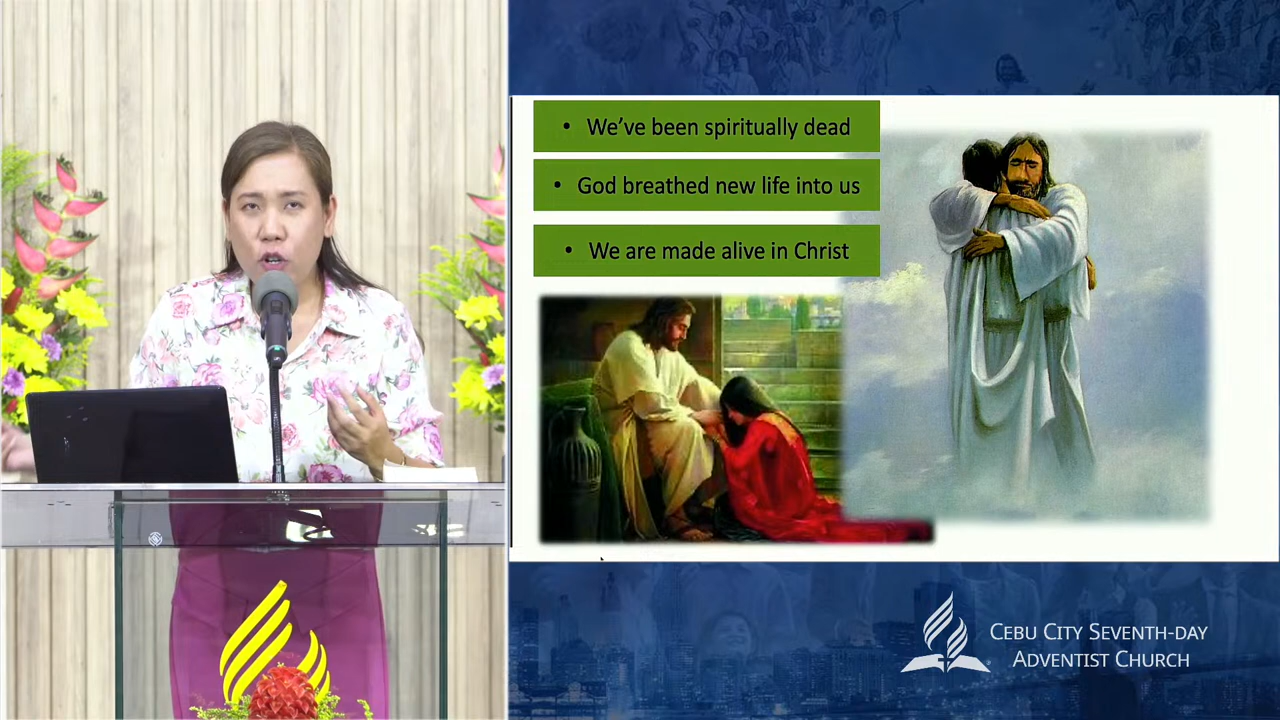 • We've been spiritually dead
• God breathed new life into us
• We are made alive in Christ
CEBU CITY SEVENTH-DAY
ADVENTIST CHURCH